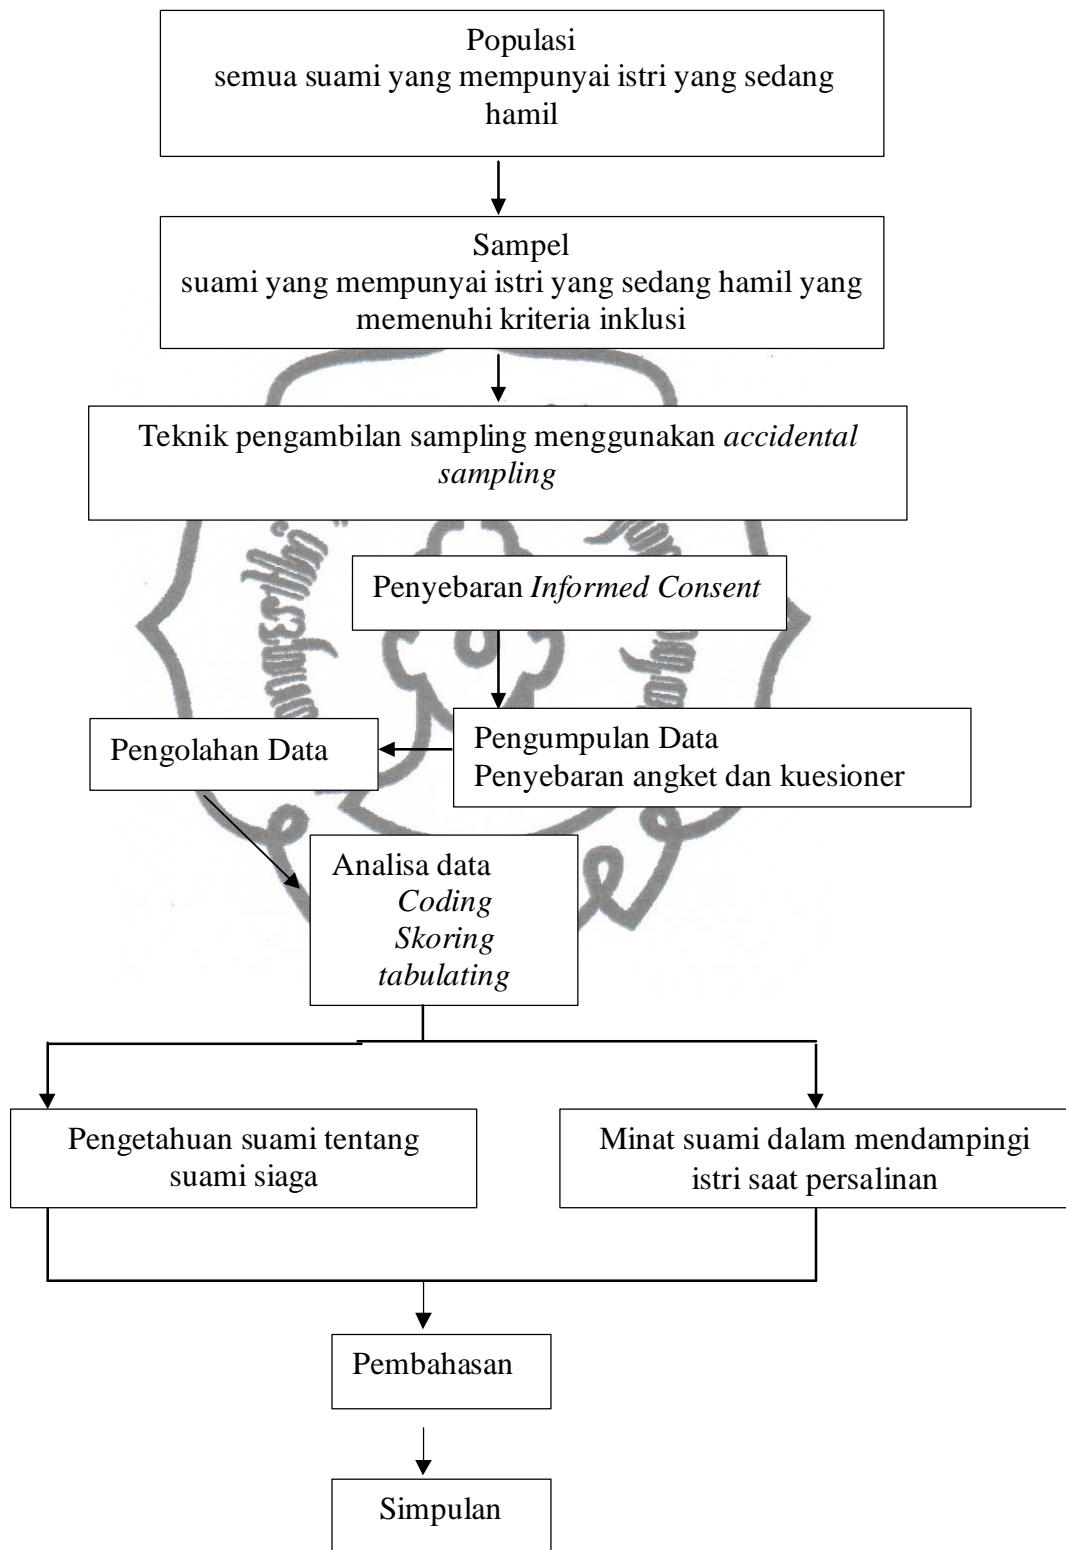 Populasi
semua suami yang mempunyai istri yang sedang
hamil
Sampel
suami yang mempunyai istri yang sedang hamil yang
memenuhi kriteria inklusi
Teknik pengambilan sampling menggunakan accidental
sampling
Penyebaran Informed Consent
Pengumpulan Data
Penyebaran angket dan kuesioner
Pengolahan Data
Analisa data
Coding
Skoring
tabulating
Pengetahuan suami tentang
suami siaga
Minat suami dalam mendampingi
istri saat persalinan
Pembahasan
Simpulan